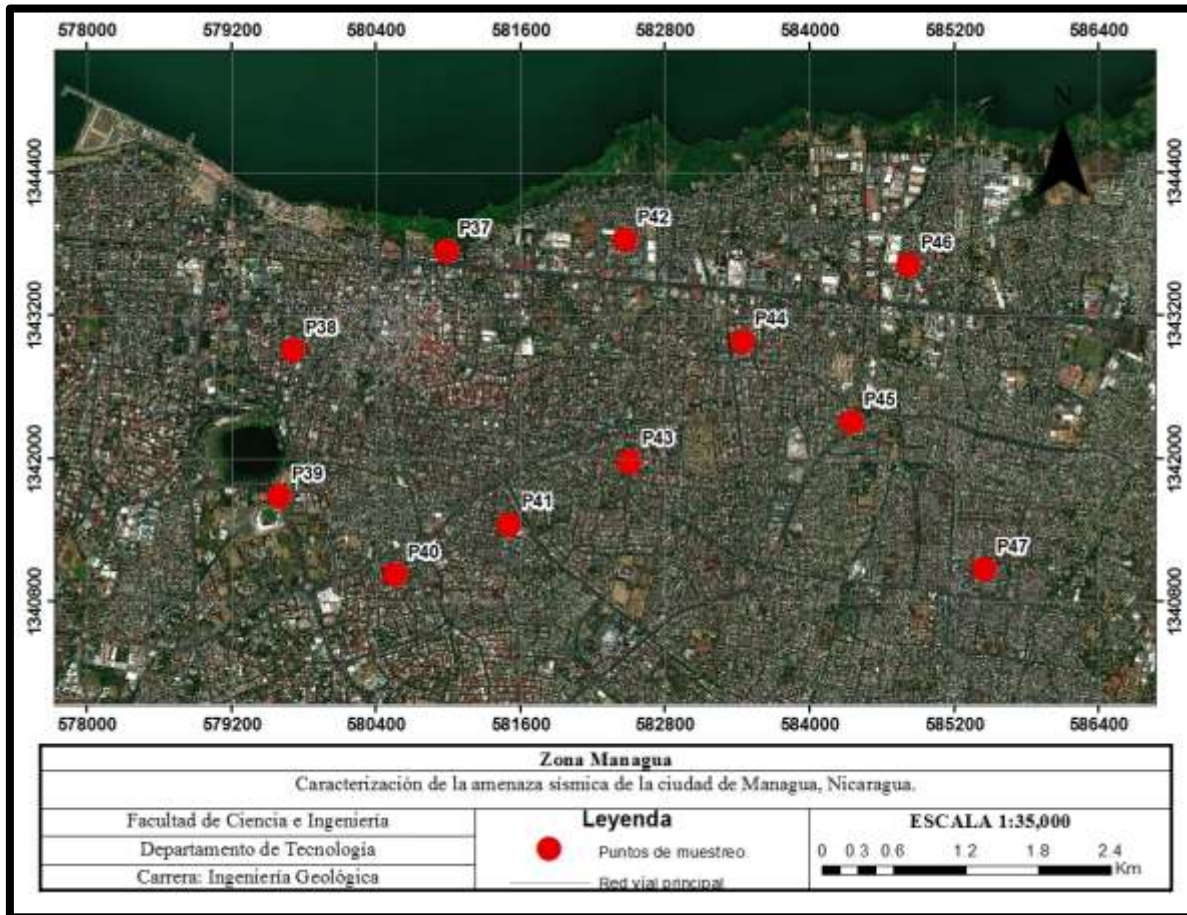 578000 579200 580400 581600 582800 584000 585200 586400
N
1344400 1344400
P42
P37
P46
1343200 1343200
P44
P38
P45
P43
1342000 1342000
P39
P41
P40
P47
1340800 1340800
578000 579200 580400 581600 582800 584000 585200 586400
Zona Managua
Caracterización de la amenaza sísmica de la ciudad de Managua, Nicaragua.
Facultad de Ciencia e Ingeniería
Departamento de Tecnología
Carrera: Ingeniería Geológica
Leyenda
Puntos de muestreo
Red vial principal
ESCALA 1:35,000
0 0.3 0.6 1.2 1.8 2.4
Km